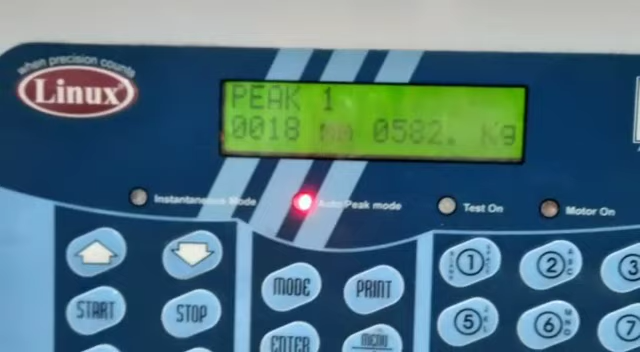 when precision counts
Linux
PEAK 1
0018 mm 0582. Kg
Instantaneous Mode
Auto Peak mode
Test On
Motor On
MODE
PRINT
1
2
3
START
STOP
ENTER
MENU
5
6
7